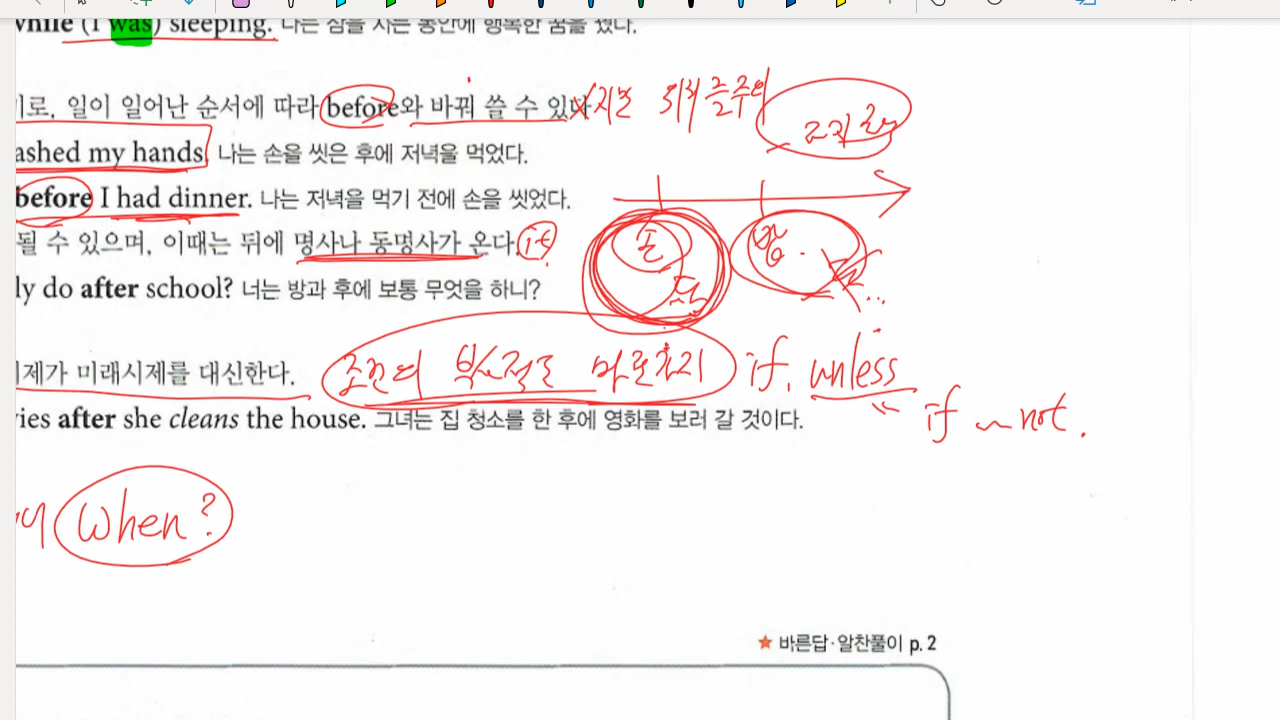 while (I was) sleeping. 나는 잠을 자는 동안에 행복한 꿈을 꿨다.
기로, 일이 일어난 순서에 따라 before와 바꿔 쓸 수 있다
ashed my hands. 나는 손을 씻은 후에 저녁을 먹었다.
before I had dinner. 나는 저녁을 먹기 전에 손을 씻었다.
손 밥
될 수 있으며, 이때는 뒤에 명사나 동명사가 온다. if
ly do after school? 너는 방과 후에 보통 무엇을 하니?
시제가 미래시제를 대신한다. 조건의 부사절도 마찬가지 if, unless
ies after she cleans the house. 그녀는 집 청소를 한 후에 영화를 보러 갈 것이다. if ~ not.
When?
★ 바른답·알찬풀이 p. 2